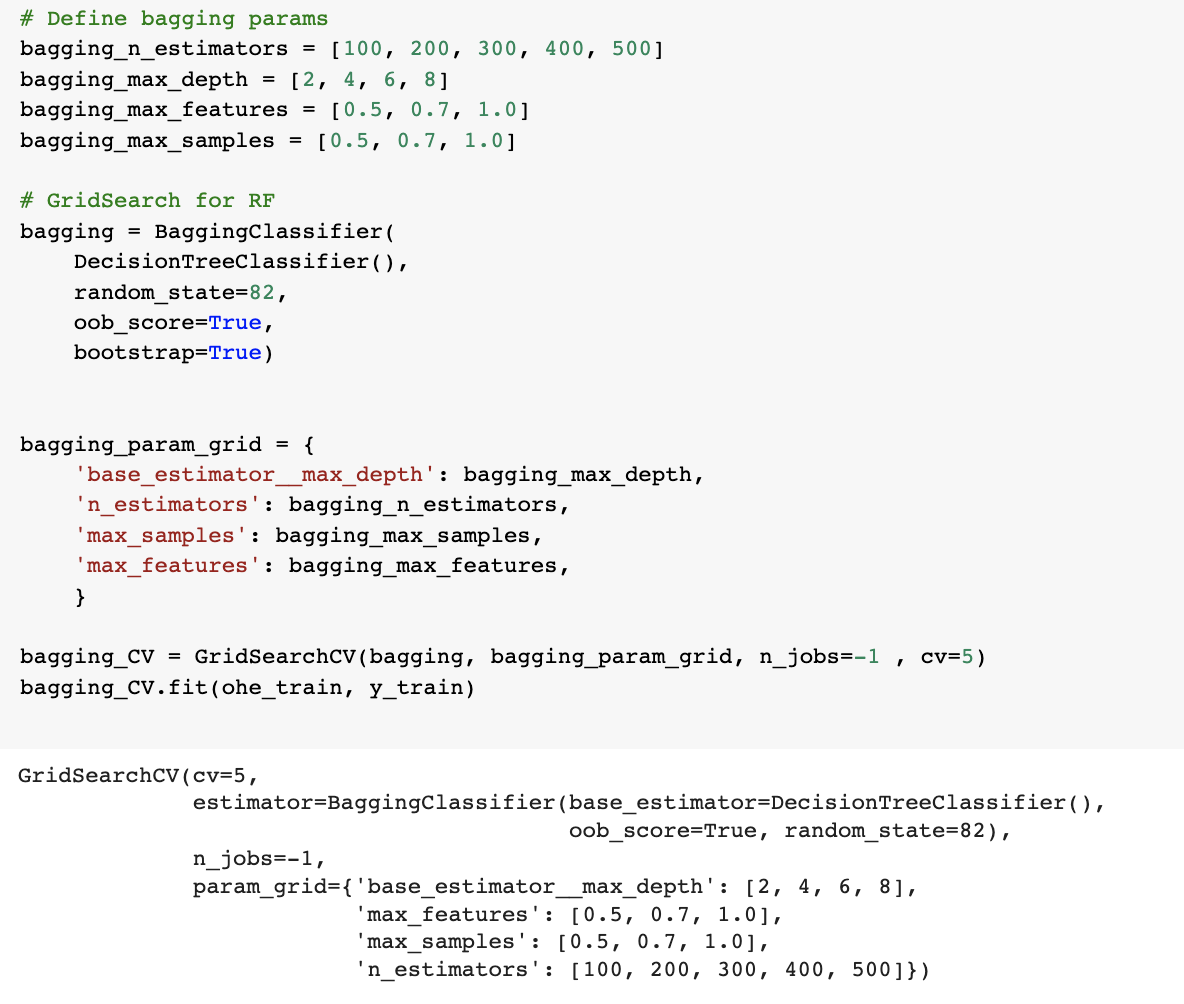 # Define bagging params
bagging_n_estimators = [100, 200, 300, 400, 500]
bagging_max_depth = [2, 4, 6, 8]
bagging_max_features = [0.5, 0.7, 1.0]
bagging_max_samples = [0.5, 0.7, 1.0]

# GridSearch for RF
bagging = BaggingClassifier(
    DecisionTreeClassifier(),
    random_state=82,
    oob_score=True,
    bootstrap=True)


bagging_param_grid = {
    'base_estimator__max_depth': bagging_max_depth,
    'n_estimators': bagging_n_estimators,
    'max_samples': bagging_max_samples,
    'max_features': bagging_max_features,
    }

bagging_CV = GridSearchCV(bagging, bagging_param_grid, n_jobs=-1 , cv=5)
bagging_CV.fit(ohe_train, y_train)

GridSearchCV(cv=5,
             estimator=BaggingClassifier(base_estimator=DecisionTreeClassifier(),
                                         oob_score=True, random_state=82),
             n_jobs=-1,
             param_grid={'base_estimator__max_depth': [2, 4, 6, 8],
                         'max_features': [0.5, 0.7, 1.0],
                         'max_samples': [0.5, 0.7, 1.0],
                         'n_estimators': [100, 200, 300, 400, 500]})